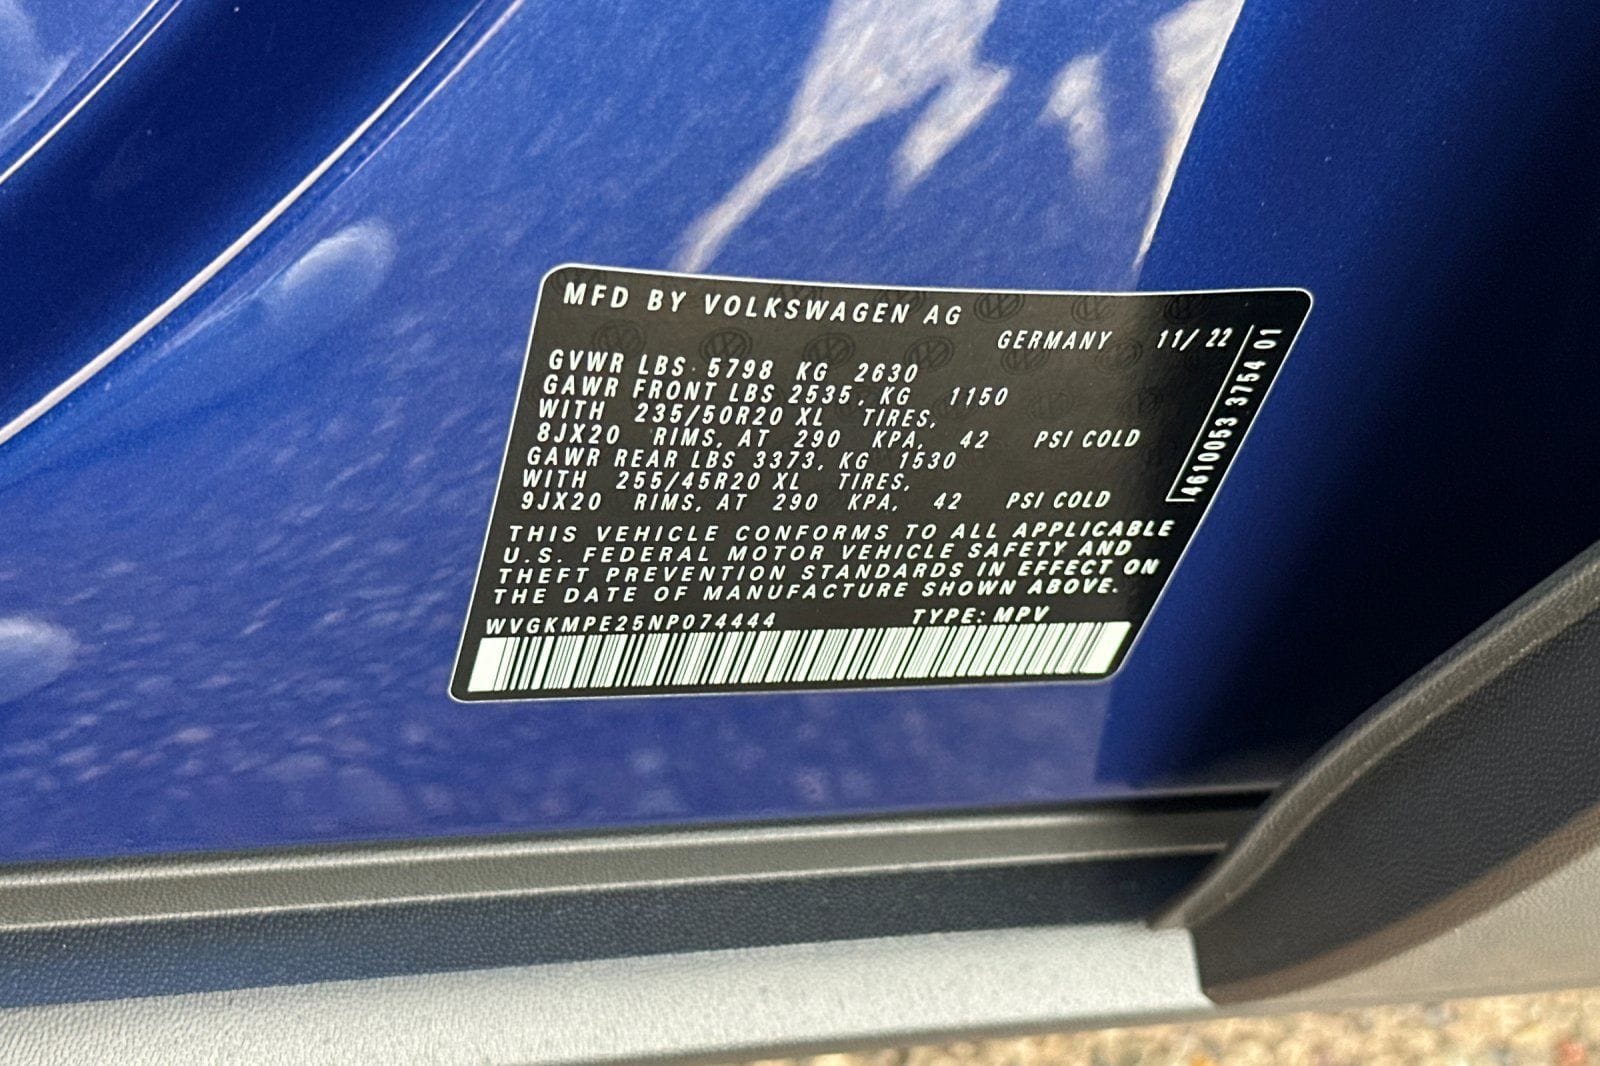 MFD BY VOLKSWAGEN AG
GERMANY 11/22
GVWR LBS 5798 KG 2630
GAWR FRONT LBS 2535, KG 1150
WITH 235/50R20 XL TIRES,
8JX20 RIMS, AT 290 KPA, 42 PSI COLD
GAWR REAR LBS 3373, KG 1530
WITH 255/45R20 XL TIRES,
9JX20 RIMS, AT 290 KPA, 42 PSI COLD
THIS VEHICLE CONFORMS TO ALL APPLICABLE
U.S. FEDERAL MOTOR VEHICLE SAFETY AND
THEFT PREVENTION STANDARDS IN EFFECT ON
THE DATE OF MANUFACTURE SHOWN ABOVE.
WVGKMPE25NP074444 TYPE: MPV
4610053 3754 01